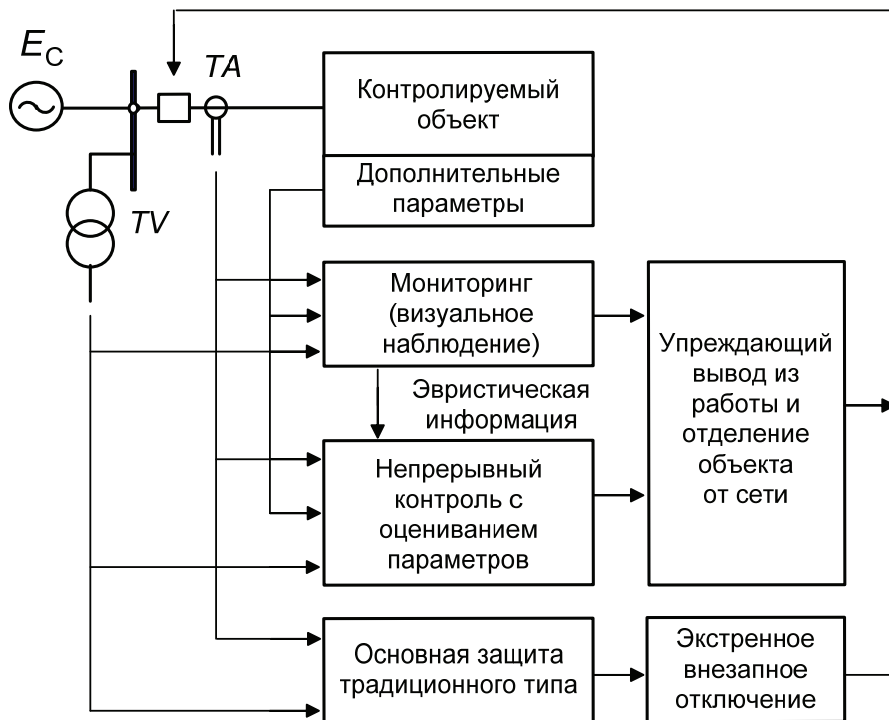 E_C
TA
TV
Контролируемый
объект
Дополнительные
параметры
Мониторинг
(визуальное
наблюдение)
Эвристическая
информация
Непрерывный
контроль с
оцениванием
параметров
Упреждающий
вывод из
работы и
отделение
объекта
от сети
Основная защита
традиционного типа
Экстренное
внезапное
отключение